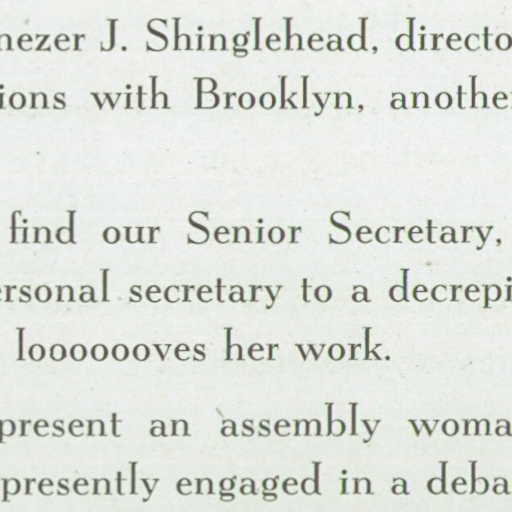 nezer J. Shinglehead, directo
ions with Brooklyn, anothe
find our Senior Secretary,
ersonal secretary to a decrepi
looooooves her work.
present an assembly woma
presently engaged in a deba